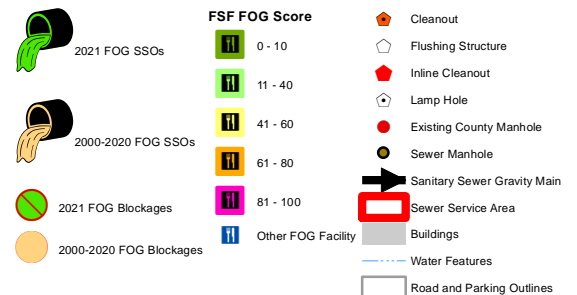 2021 FOG SSOs
2000-2020 FOG SSOs
2021 FOG Blockages
2000-2020 FOG Blockages
FSF FOG Score
0 - 10
11 - 40
41 - 60
61 - 80
81 - 100
Other FOG Facility
Cleanout
Flushing Structure
Inline Cleanout
Lamp Hole
Existing County Manhole
Sewer Manhole
Sanitary Sewer Gravity Main
Sewer Service Area
Buildings
Water Features
Road and Parking Outlines